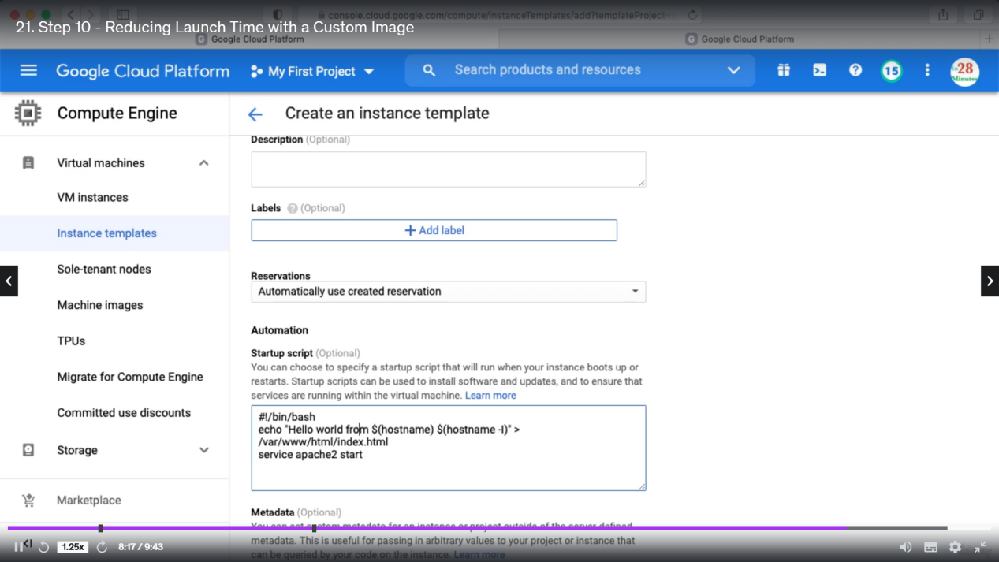 console.cloud.google.com/compute/instanceTemplates/add?templateProject=
21. Step 10 - Reducing Launch Time with a Custom Image
G Google Cloud Platform
G Google Cloud Platform
Google Cloud Platform
My First Project
Search products and resources
15
in28
Minutes
Compute Engine
Create an instance template
Virtual machines
VM instances
Instance templates
Sole-tenant nodes
Machine images
TPUs
Migrate for Compute Engine
Committed use discounts
Storage
Marketplace
Description (Optional)
Labels (Optional)
+ Add label
Reservations
Automatically use created reservation
Automation
Startup script (Optional)
You can choose to specify a startup script that will run when your instance boots up or
restarts. Startup scripts can be used to install software and updates, and to ensure that
services are running within the virtual machine. Learn more
#!/bin/bash
echo "Hello world from $(hostname) $(hostname -I)" >
/var/www/html/index.html
service apache2 start
Metadata (Optional)
You can set custom metadata for an instance or project outside of the server defined
metadata. This is useful for passing in arbitrary values to your project or instance that
can be queried by your code on the instance. Learn more
1.25x
8:17 / 9:43